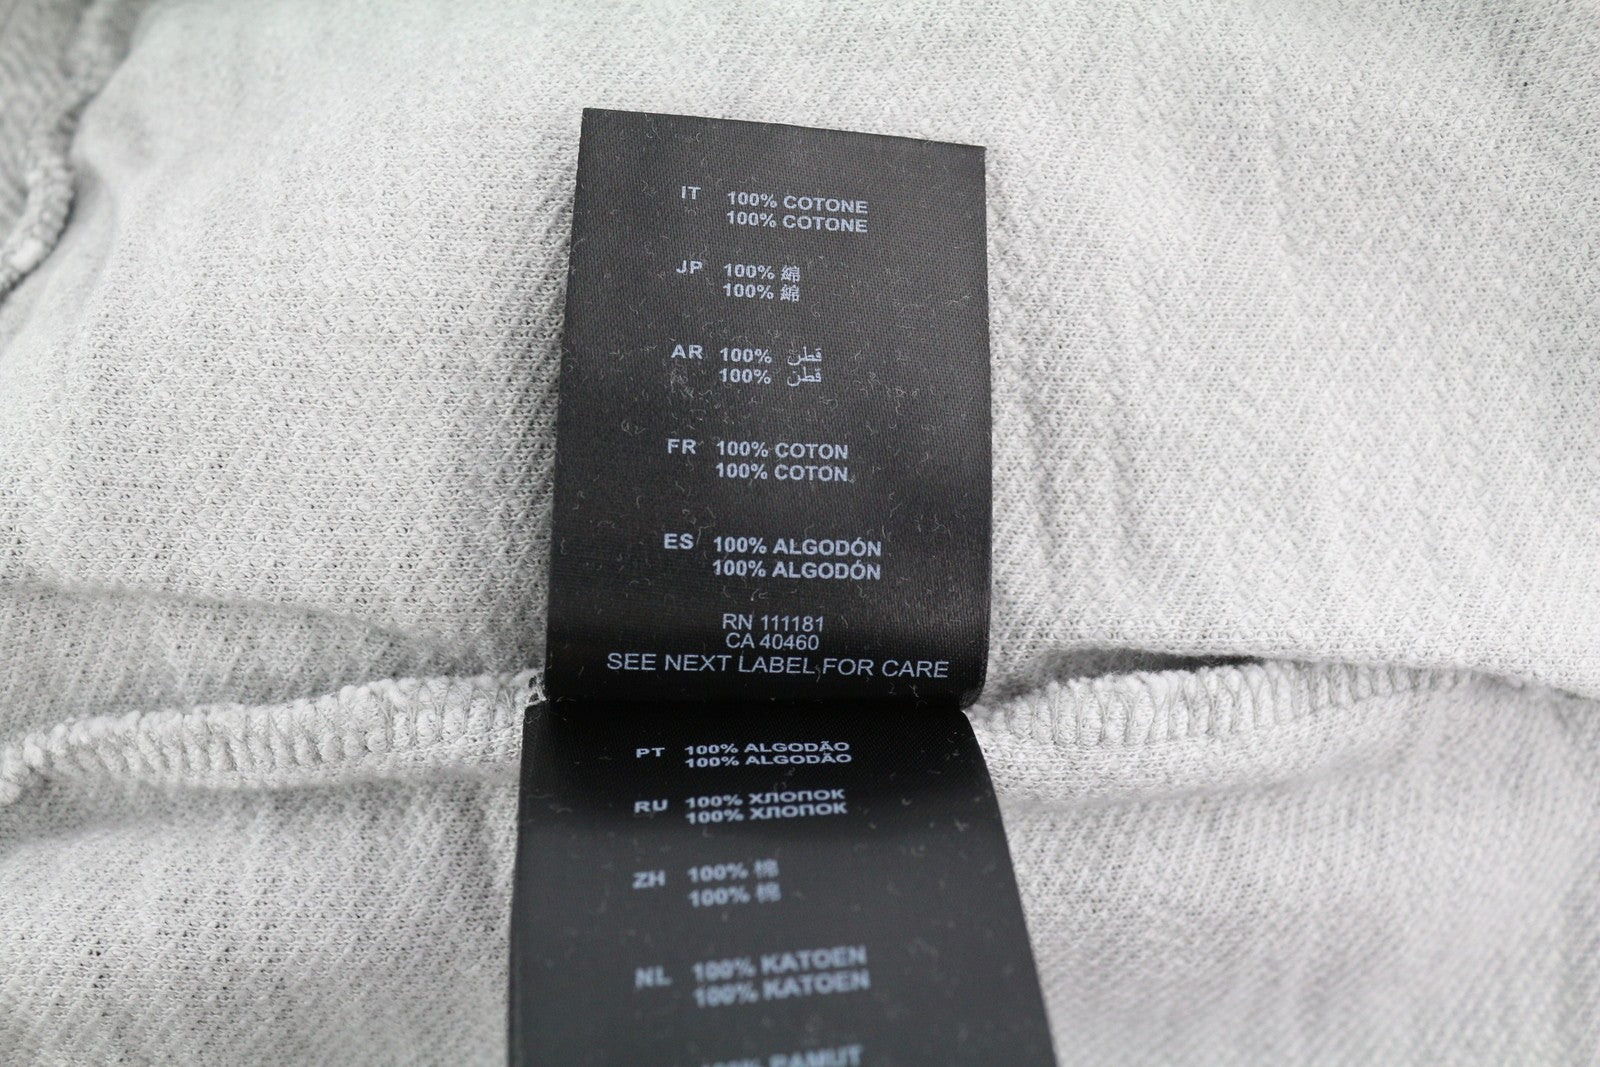 IT 100% COTONE
100% COTONE
JP 100% 綿
100% 綿
AR 100% قطن
100% قطن
FR 100% COTON
100% COTON
ES 100% ALGODÓN
100% ALGODÓN
RN 111181
CA 40460
SEE NEXT LABEL FOR CARE
PT 100% ALGODÃO
100% ALGODÃO
RU 100% ХЛОПОК
100% ХЛОПОК
ZH 100% 棉
100% 棉
NL 100% KATOEN
100% KATOEN
100% PAMUT